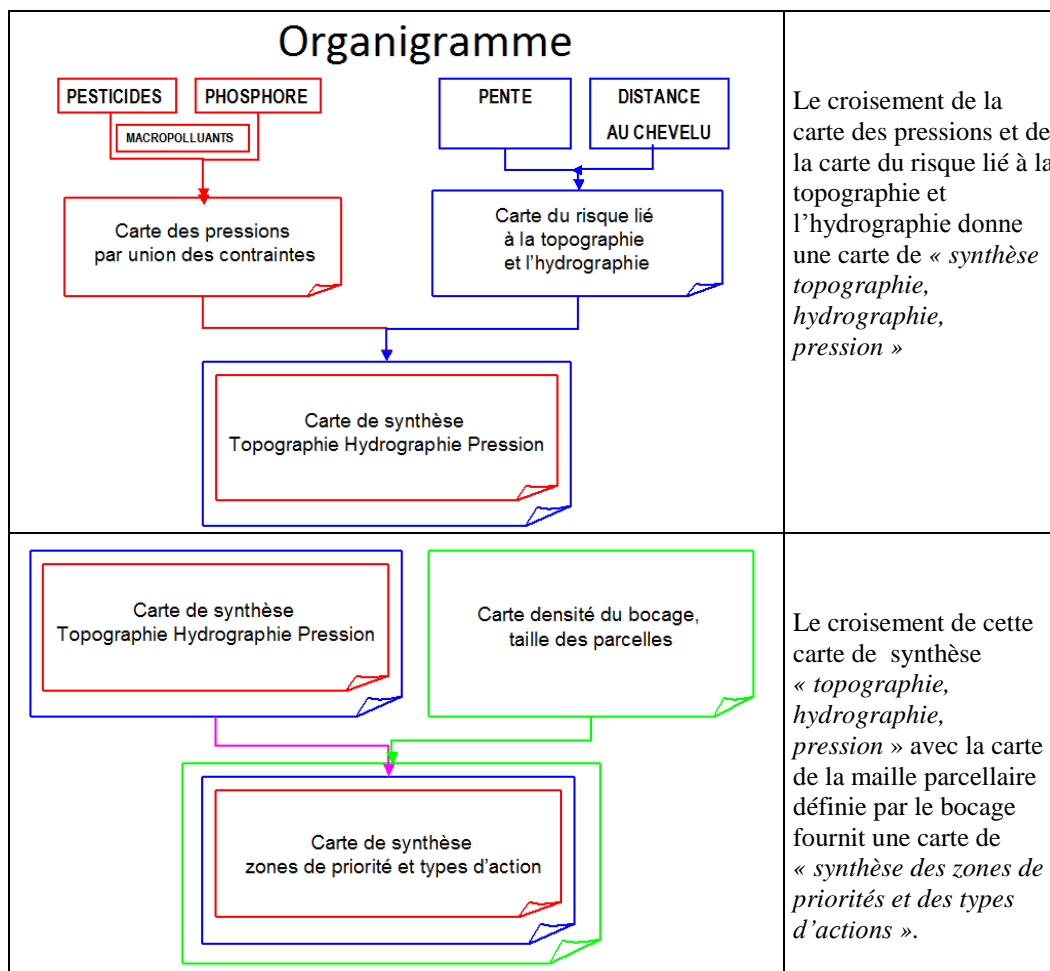 Organigramme
PESTICIDES
PHOSPHORE
MACROPOLLUANTS
PENTE
DISTANCE
AU CHEVELU
Carte des pressions
par union des contraintes
Carte du risque lié
à la topographie
et l'hydrographie
Carte de synthèse
Topographie Hydrographie Pression
Le croisement de la
carte des pressions et de
la carte du risque lié à la
topographie et
l’hydrographie donne
une carte de « synthèse
topographie,
hydrographie,
pression »
Carte de synthèse
Topographie Hydrographie Pression
Carte densité du bocage,
taille des parcelles
Carte de synthèse
zones de priorité et types d'action
Le croisement de cette
carte de synthèse
« topographie,
hydrographie,
pression » avec la carte
de la maille parcellaire
définie par le bocage
fournit une carte de
« synthèse des zones de
priorités et des types
d’actions ».